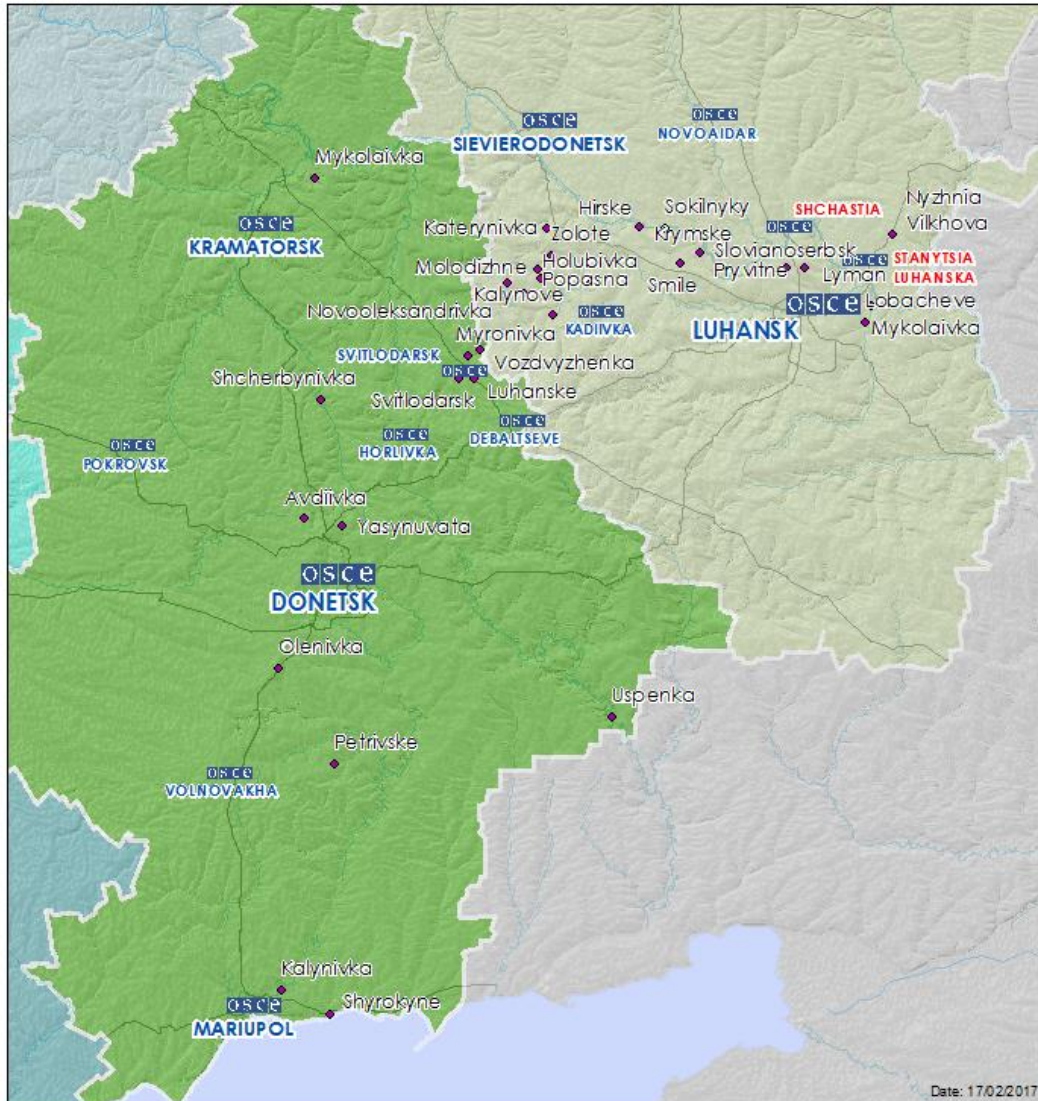 Mykolaivka
osce
KRAMATORSK
osce
SIEVIERODONETSK
osce
NOVOAIDAR
Katerynivka
Hirske
Zolote
Sokilnyky
Krymske
osce
SHCHASTIA
Nyzhnia
Vilkhova
Slovianoserbsk
osce
STANYTSIA
LUHANSKA
Molodizhne
Holubivka
Popasna
Kalynove
Smile
Pryvitne
Lyman
Novooleksandrivka
osce
KADIIVKA
osce
LUHANSK
Lobacheve
Mykolaivka
Myronivka
SVITLODARSK
osce
Vozdvyzhenka
Shcherbynivka
Svitlodarsk
Luhanske
osce
POKROVSK
osce
HORLIVKA
osce
DEBALTSEVE
Avdiivka
Yasynuvata
osce
DONETSK
Olenivka
Uspenka
Petrivske
osce
VOLNOVAKHA
Kalynivka
osce
MARIUPOL
Shyrokyne
Date: 17/02/2017